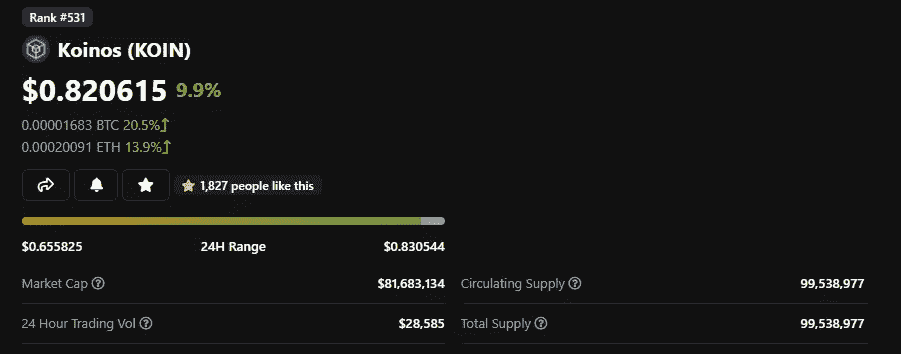 Rank #531
Koinos (KOIN)
$0.820615 9.9%
0.00001683 BTC 20.5%
0.00020091 ETH 13.9%
1,827 people like this
$0.655825 24H Range $0.830544
Market Cap $81,683,134 Circulating Supply 99,538,977
24 Hour Trading Vol $28,585 Total Supply 99,538,977